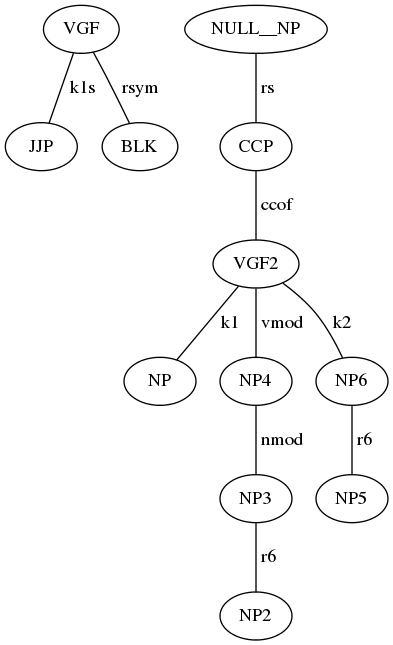 VGF NULL__NP
k1s rsym rs
JJP BLK CCP
ccof
VGF2
k1 vmod k2
NP NP4 NP6
nmod r6
NP3 NP5
r6
NP2